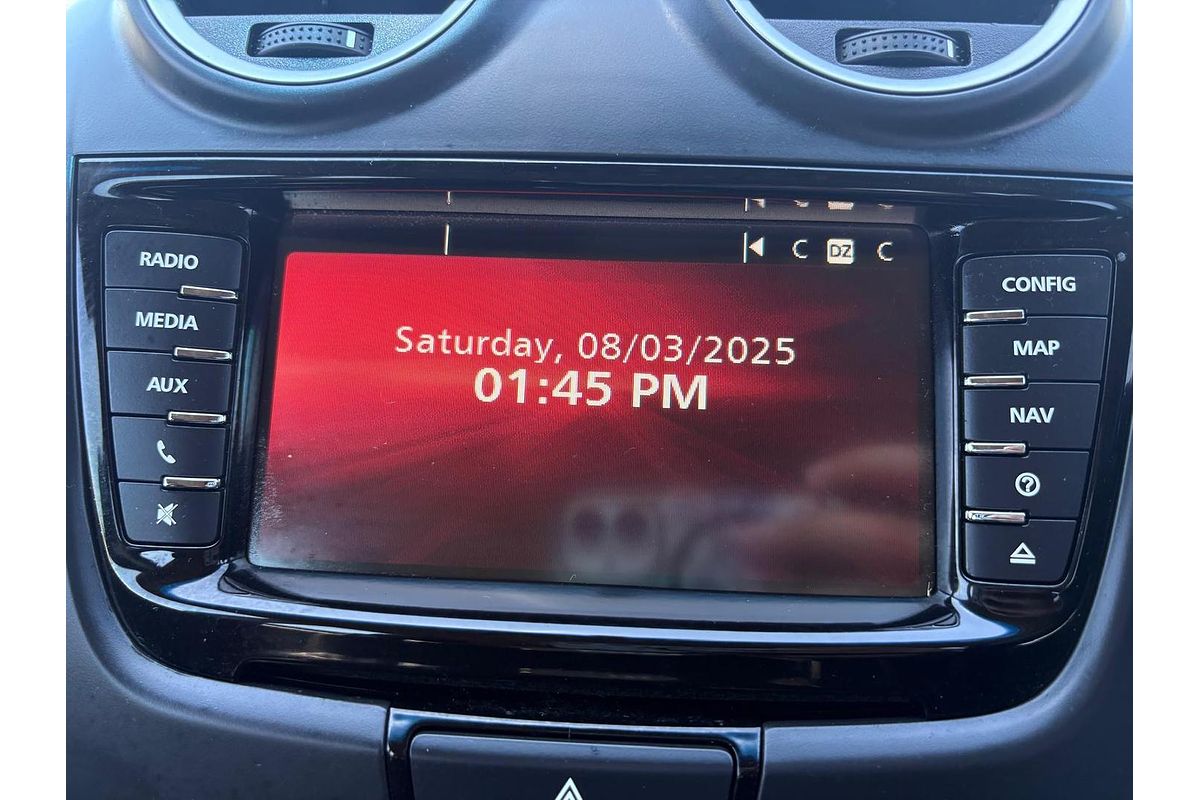 RADIO
MEDIA
AUX
C DZ C
Saturday, 08/03/2025
01:45 PM
CONFIG
MAP
NAV
?